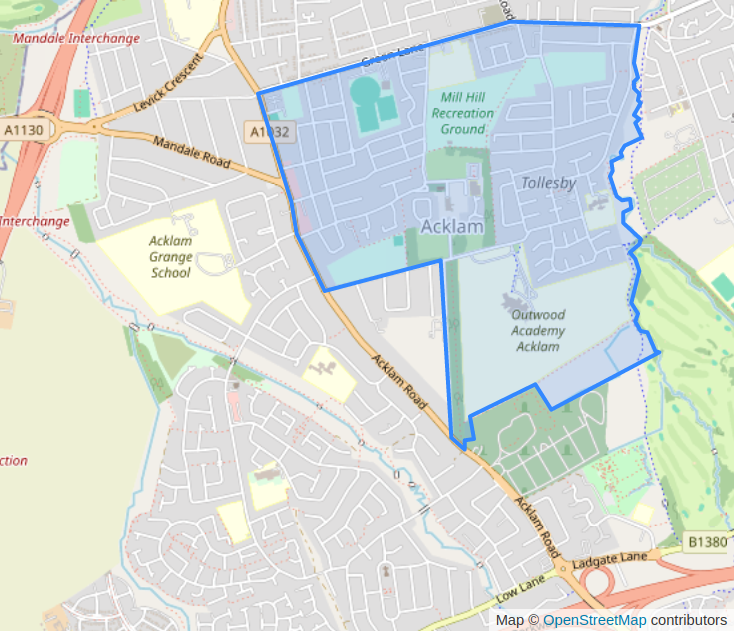 Mandale Interchange
Road
Green Lane
Levick Crescent
Mill Hill
Recreation
Ground
A1130
A1032
Mandale Road
Tollesby
Interchange
Acklam
Acklam
Grange
School
Outwood
Academy
Acklam
Acklam Road
ction
Acklam Road
B1380
Ladgate Lane
Low Lane
Map © OpenStreetMap contributors